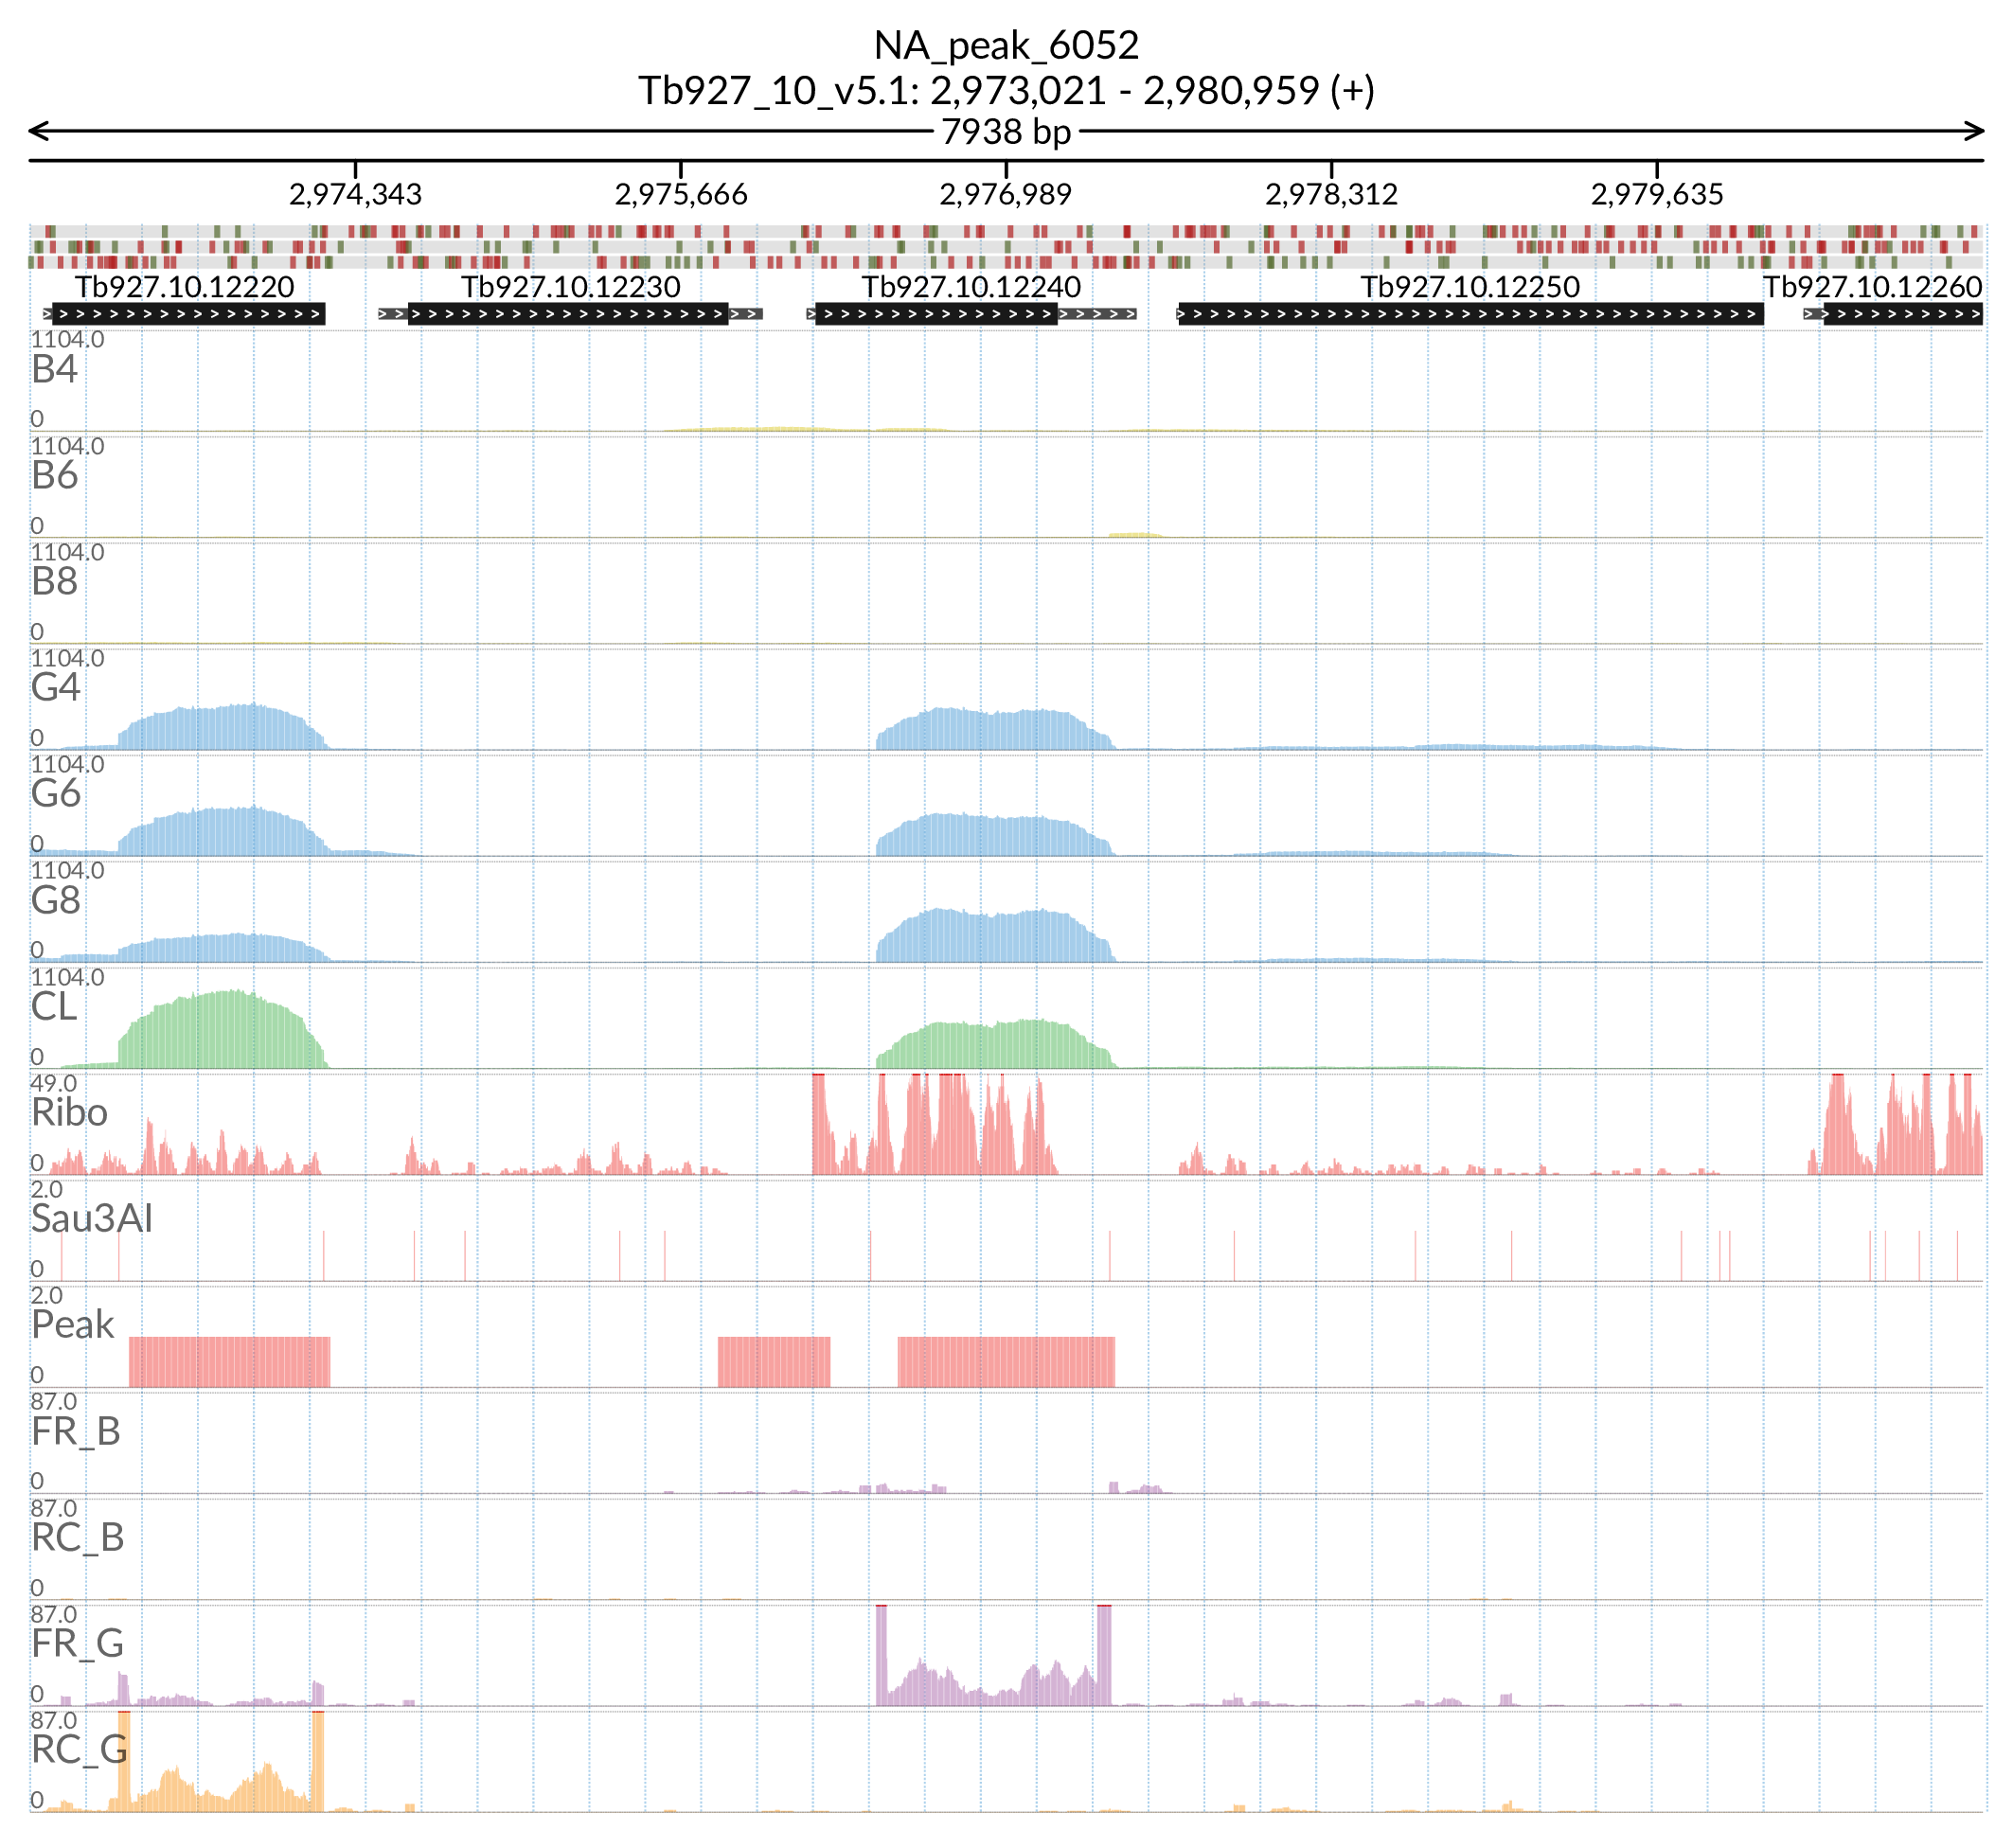 NA_peak_6052
Tb927_10_v5.1: 2,973,021 - 2,980,959 (+)
7938 bp
2,974,343 2,975,666 2,976,989 2,978,312 2,979,635
Tb927.10.12220 Tb927.10.12230 Tb927.10.12240 Tb927.10.12250 Tb927.10.12260
1104.0
B4
0
1104.0
B6
0
1104.0
B8
0
1104.0
G4
0
1104.0
G6
0
1104.0
G8
0
1104.0
CL
0
49.0
Ribo
0
2.0
Sau3AI
0
2.0
Peak
0
87.0
FR_B
0
87.0
RC_B
0
87.0
FR_G
0
87.0
RC_G
0